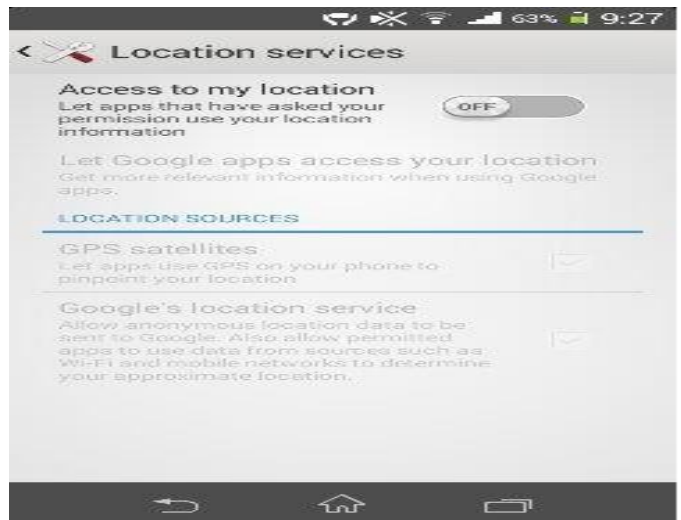 63% 9:27
Location services
Access to my location
Let apps that have asked your
permission use your location
information
OFF
Let Google apps access your location
Get more relevant information when using Google
apps.
LOCATION SOURCES
GPS satellites
Let apps use GPS on your phone to
pinpoint your location
Google's location service
Allow anonymous location data to be
sent to Google. Also allow permitted
apps to use data from sources such as
Wi-Fi and mobile networks to determine
your approximate location.